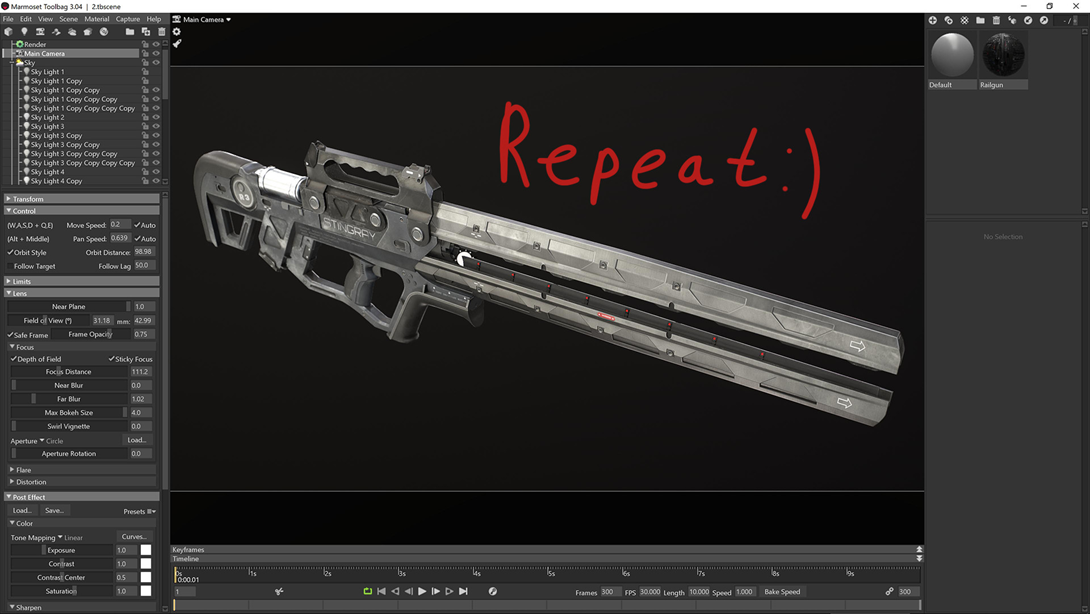 Marmoset Toolbag 3.04 | 2.tbscene
File Edit View Scene Material Capture Help
Render
Main Camera
Sky
Sky Light 1
Sky Light 1 Copy
Sky Light 1 Copy Copy
Sky Light 1 Copy Copy Copy
Sky Light 1 Copy Copy Copy Copy
Sky Light 2
Sky Light 3
Sky Light 3 Copy
Sky Light 3 Copy Copy
Sky Light 3 Copy Copy Copy
Sky Light 3 Copy Copy Copy Copy
Sky Light 4
Sky Light 4 Copy
Transform
Control
(W,A,S,D + Q,E) Move Speed: 0.2 Auto
(Alt + Middle) Pan Speed: 0.639 Auto
Orbit Style Orbit Distance: 98.98
Follow Target Follow Lag 50.0
Limits
Lens
Near Plane 1.0
Field of View (°) 31.18 mm: 42.99
Safe Frame Frame Opacity 0.75
Focus
Depth of Field Sticky Focus
Focus Distance 111.2
Near Blur 0.0
Far Blur 1.02
Max Bokeh Size 4.0
Swirl Vignette 0.0
Aperture Circle Load...
Aperture Rotation 0.0
Flare
Distortion
Post Effect
Load... Save... Presets
Color
Tone Mapping Linear Curves...
Exposure 1.0
Contrast 1.0
Contrast Center 0.5
Saturation 1.0
Sharpen
Main Camera
Repeat:)
STINGRAY
Keyframes
Timeline
0s 1s 2s 3s 4s 5s 6s 7s 8s 9s
0:00.01
1 Frames 300 FPS 30.000 Length 10.000 Speed 1.000 Bake Speed 300
- / -
Default Railgun
No Selection